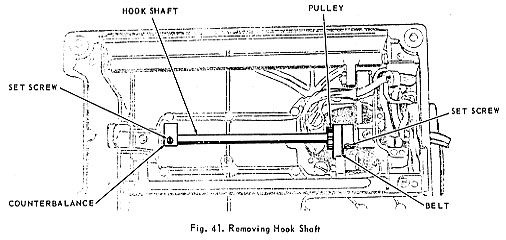 HOOK SHAFT
PULLEY
SET SCREW
SET SCREW
COUNTERBALANCE
BELT
Fig. 41. Removing Hook Shaft